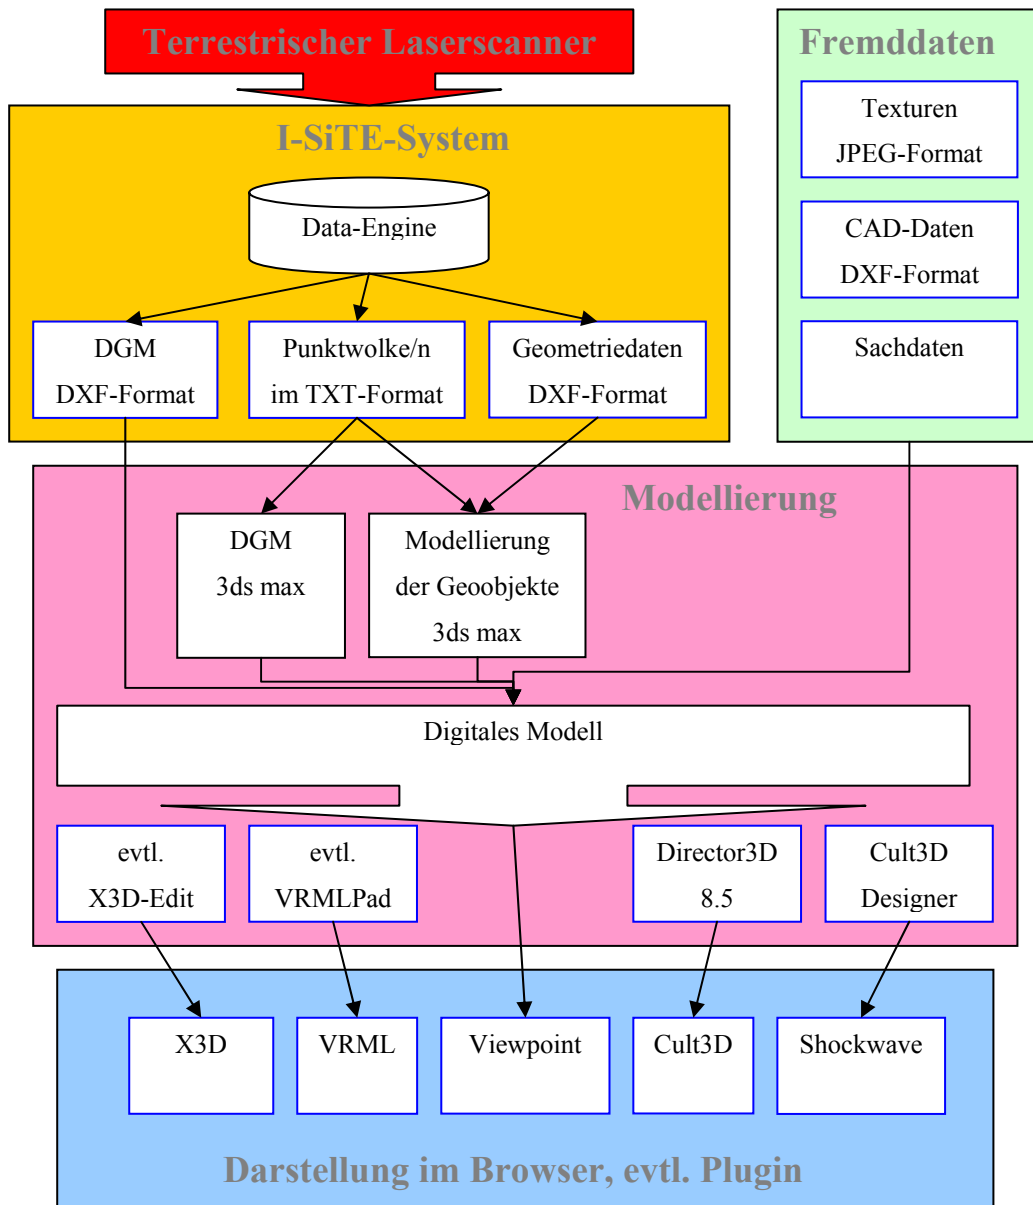 Terrestrischer Laserscanner
Fremddaten
Texturen
JPEG-Format
CAD-Daten
DXF-Format
Sachdaten
I-SiTE-System
Data-Engine
DGM
DXF-Format
Punktwolke/n
im TXT-Format
Geometriedaten
DXF-Format
Modellierung
DGM
3ds max
Modellierung
der Geoobjekte
3ds max
Digitales Modell
evtl.
X3D-Edit
evtl.
VRMLPad
Director3D
8.5
Cult3D
Designer
X3D
VRML
Viewpoint
Cult3D
Shockwave
Darstellung im Browser, evtl. Plugin